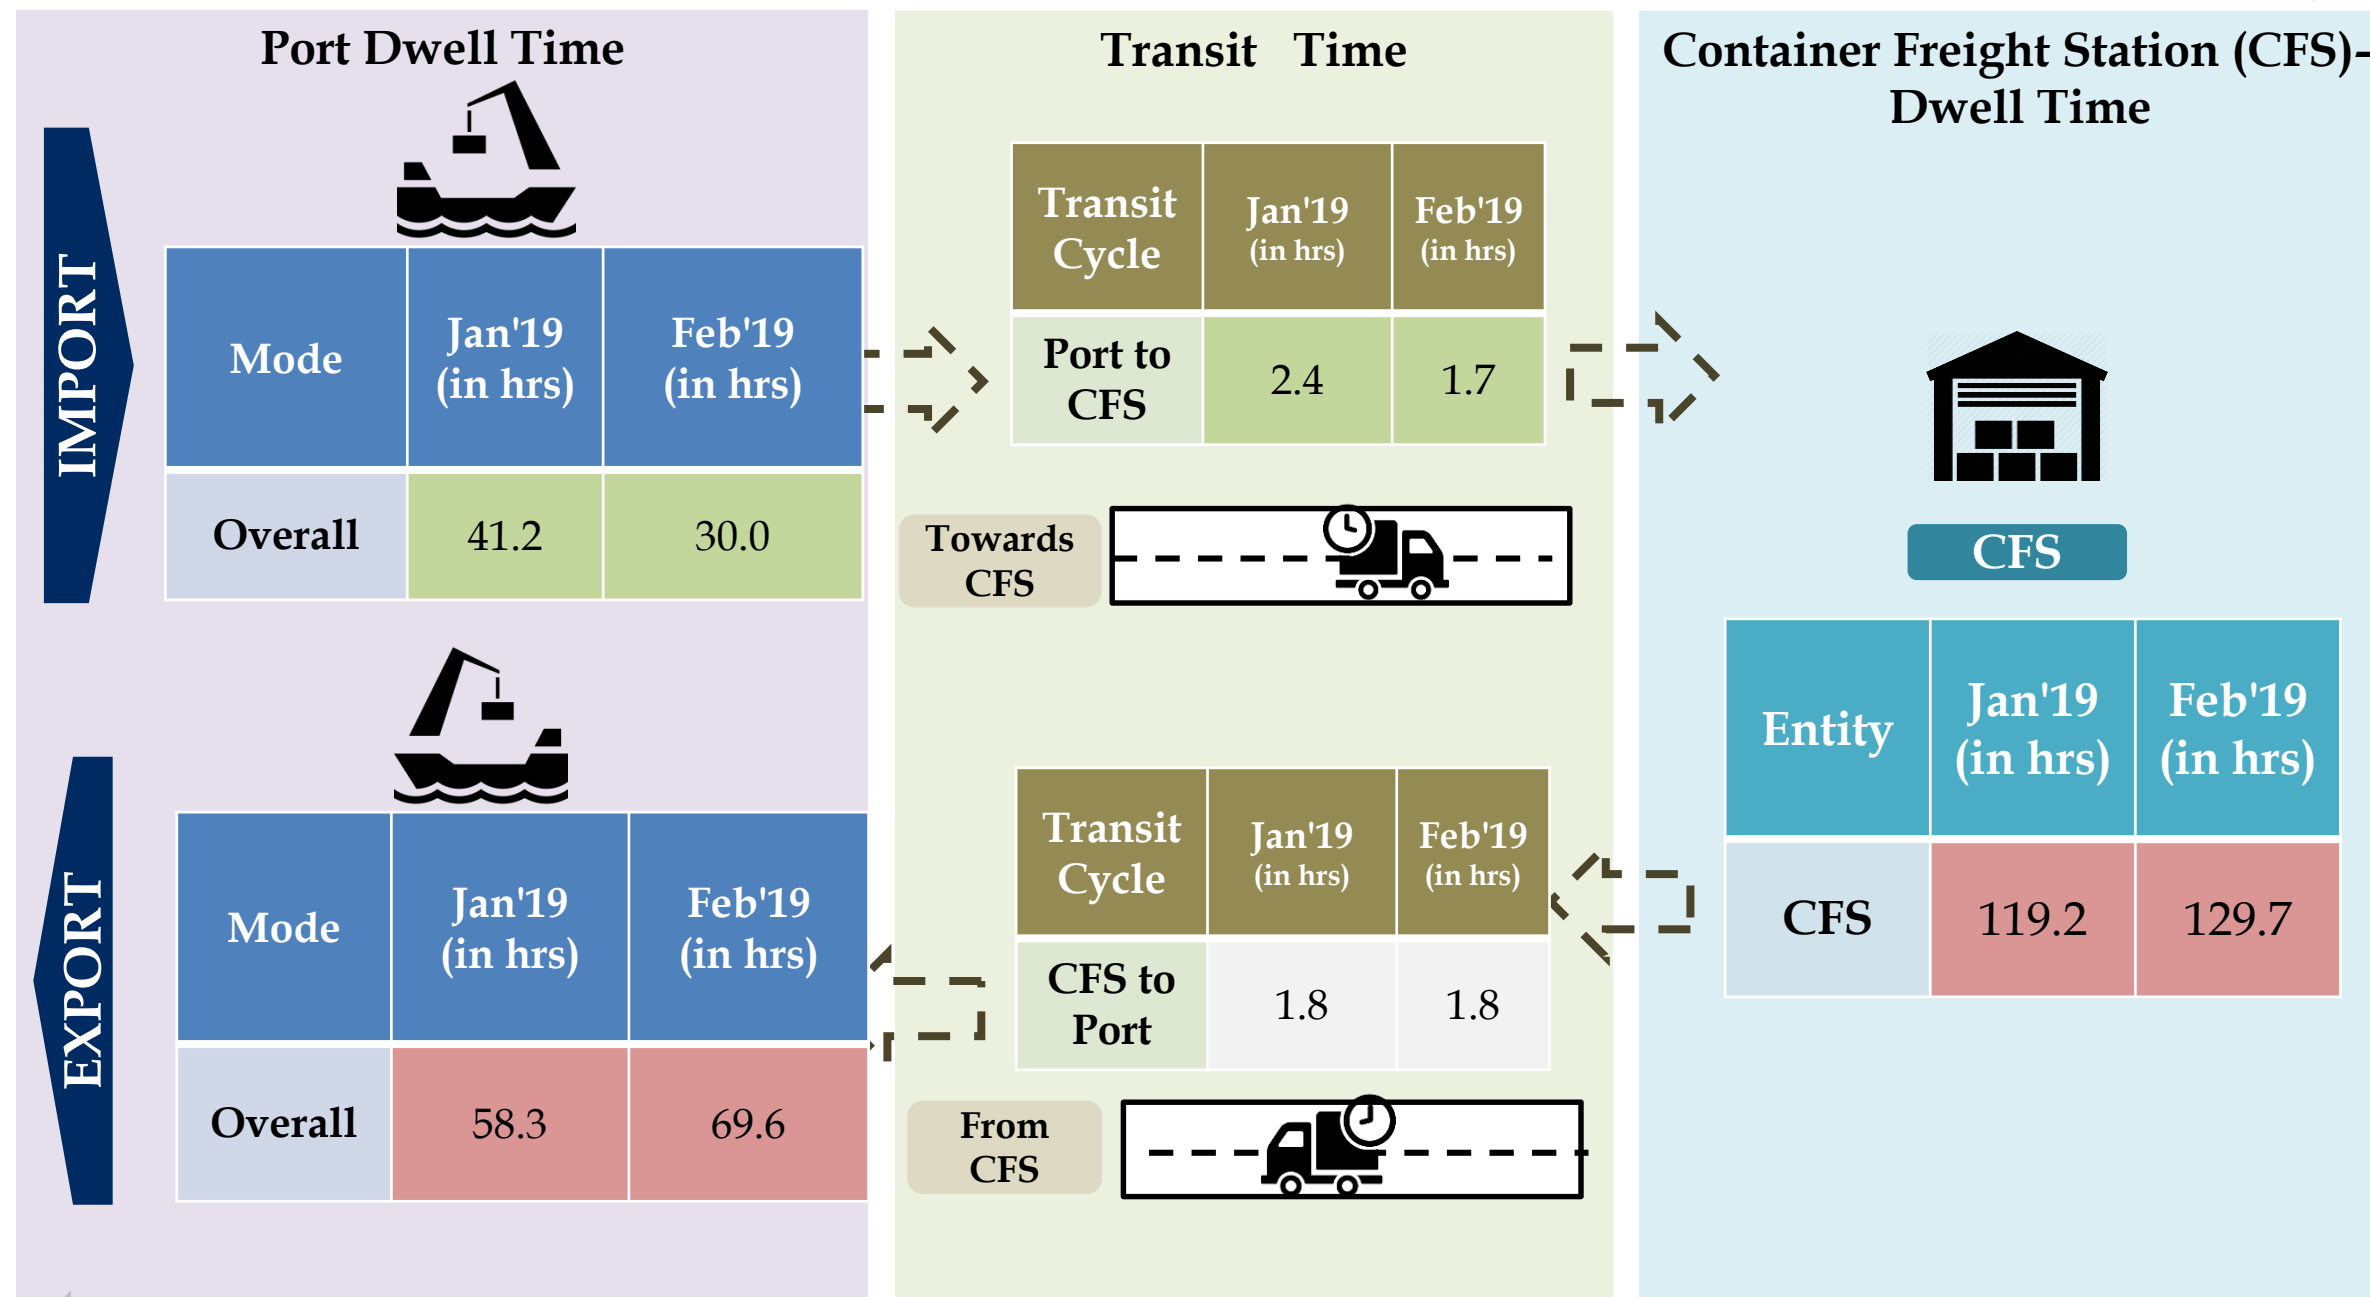 Port Dwell Time
IMPORT
Mode Jan'19 (in hrs) Feb'19 (in hrs)
Overall 41.2 30.0
EXPORT
Mode Jan'19 (in hrs) Feb'19 (in hrs)
Overall 58.3 69.6
Transit Time
Transit Cycle Jan'19 (in hrs) Feb'19 (in hrs)
Port to CFS 2.4 1.7
Towards
CFS
Transit Cycle Jan'19 (in hrs) Feb'19 (in hrs)
CFS to Port 1.8 1.8
From
CFS
Container Freight Station (CFS)–
Dwell Time
CFS
Entity Jan'19 (in hrs) Feb'19 (in hrs)
CFS 119.2 129.7